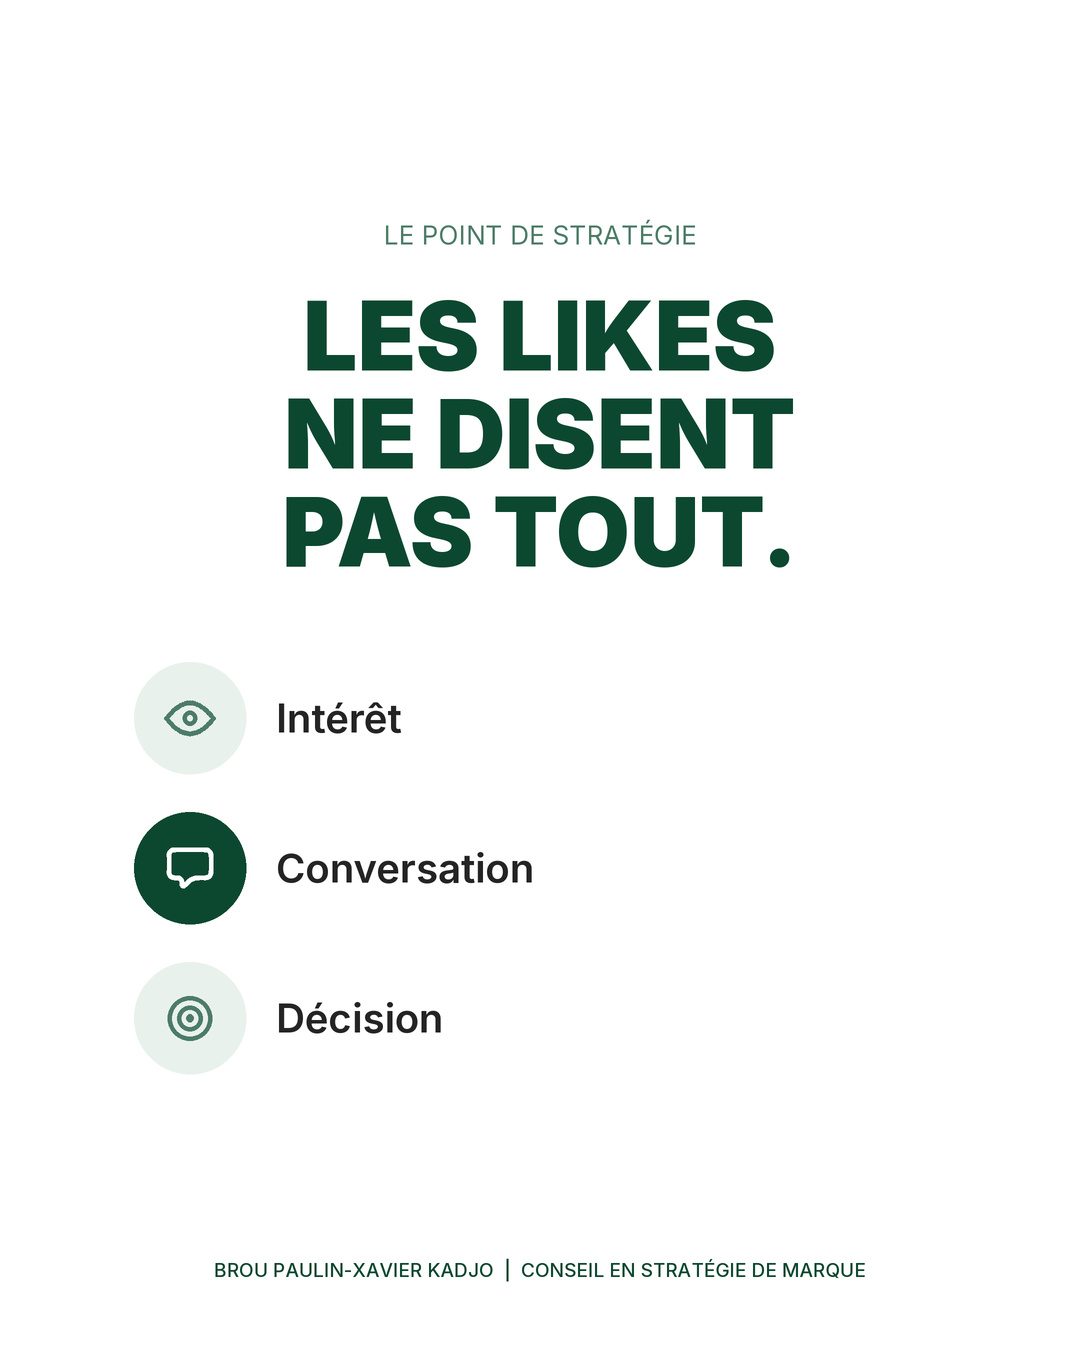 LE POINT DE STRATÉGIE
LES LIKES
NE DISENT
PAS TOUT.
Intérêt
Conversation
Décision
BROU PAULIN-XAVIER KADJO | CONSEIL EN STRATÉGIE DE MARQUE